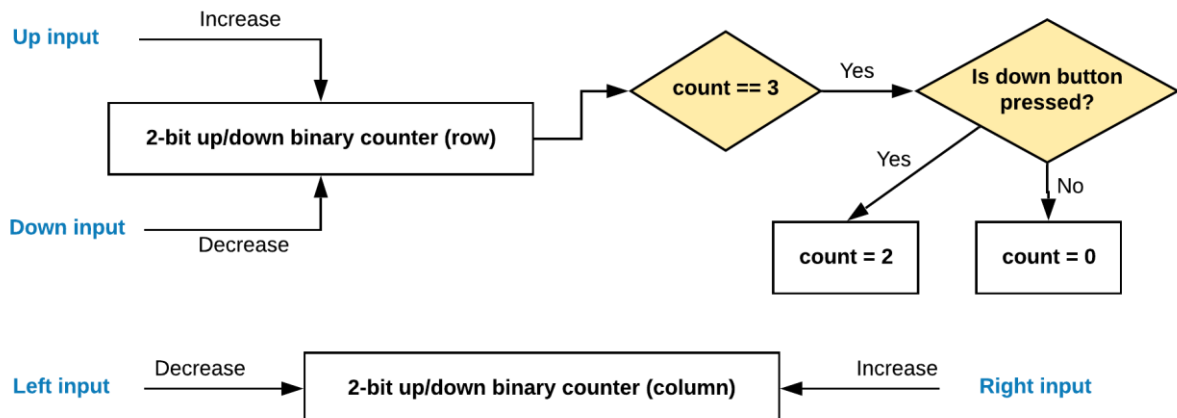 Increase
Up input
2-bit up/down binary counter (row)
Down input
Decrease
count == 3
Yes
Is down button
pressed?
Yes
No
count = 2
count = 0
Left input
Decrease
2-bit up/down binary counter (column)
Increase
Right input